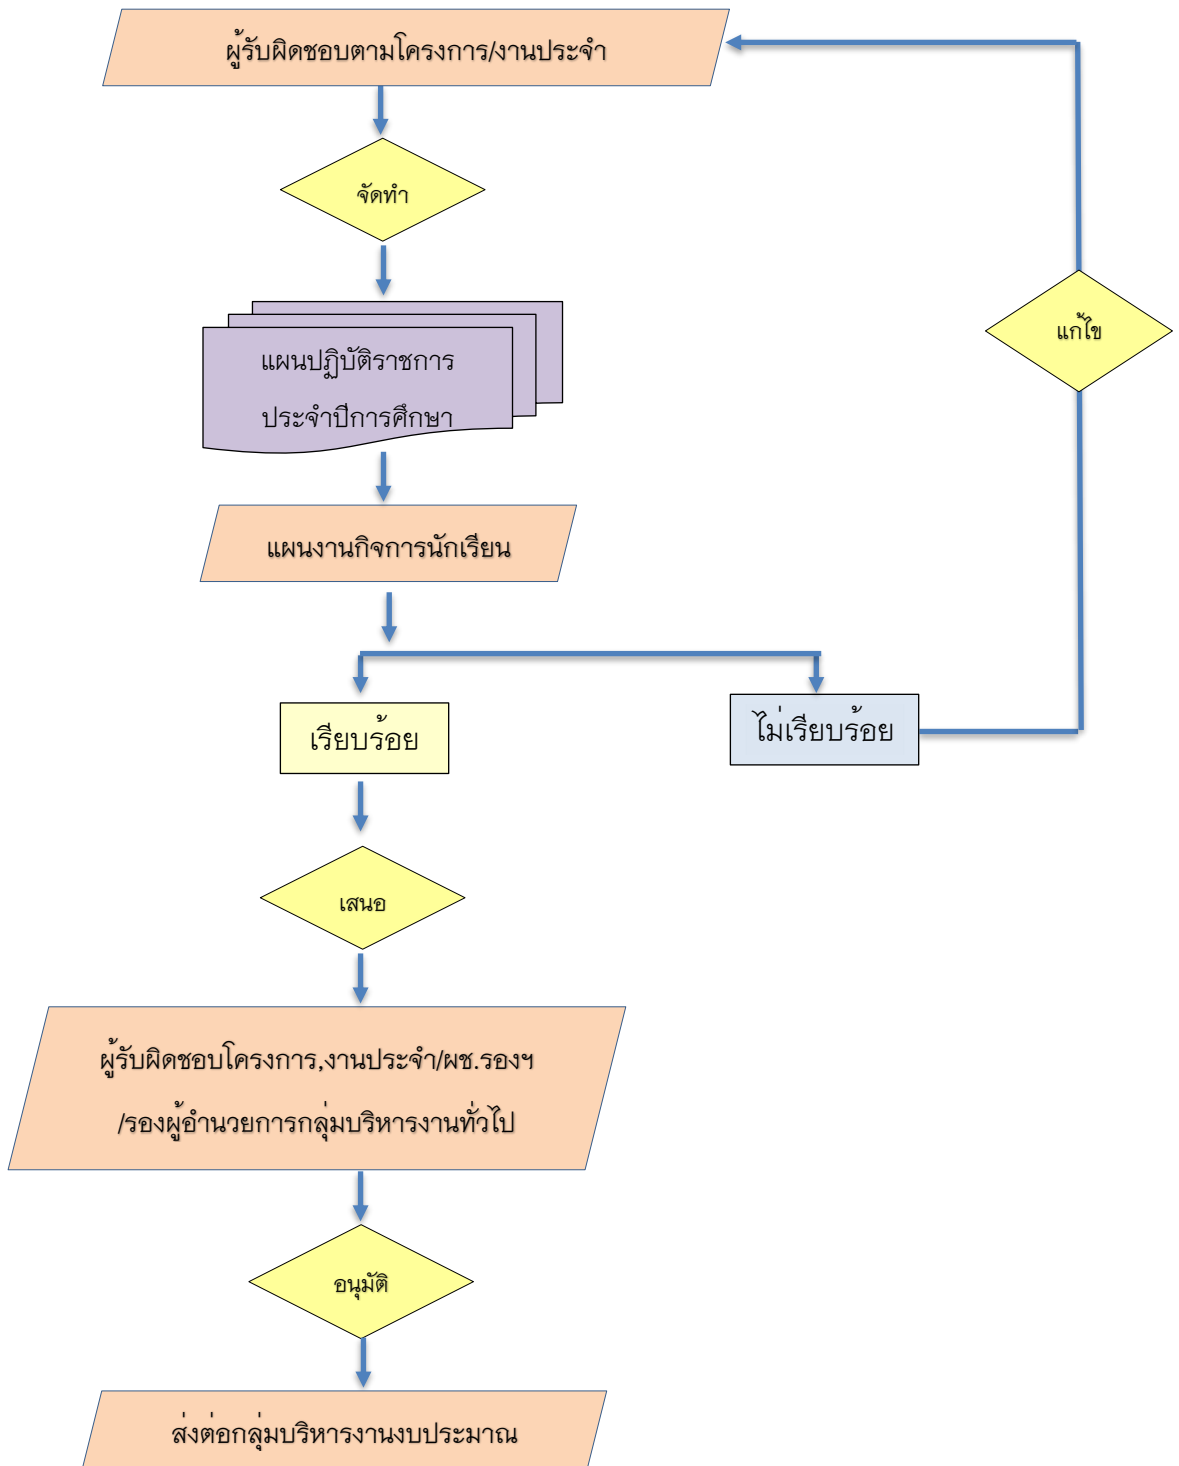 ผู้รับผิดชอบตามโครงการ/งานประจำ
จัดทำ
แผนปฏิบัติราชการ
ประจำปีการศึกษา
แก้ไข
แผนงานกิจการนักเรียน
เรียบร้อย
ไม่เรียบร้อย
เสนอ
ผู้รับผิดชอบโครงการ,งานประจำ/ผช.รองฯ
/รองผู้อำนวยการกลุ่มบริหารงานทั่วไป
อนุมัติ
ส่งต่อกลุ่มบริหารงานงบประมาณ